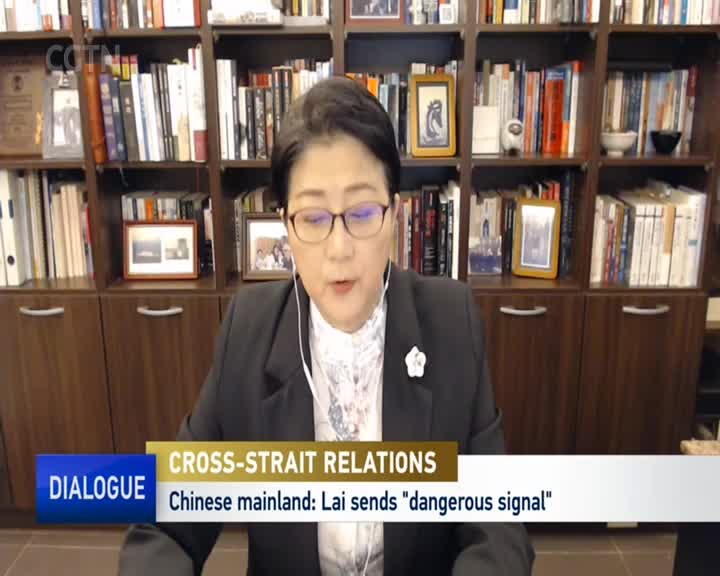 CGTN
CROSS-STRAIT RELATIONS
DIALOGUE
Chinese mainland: Lai sends "dangerous signal"